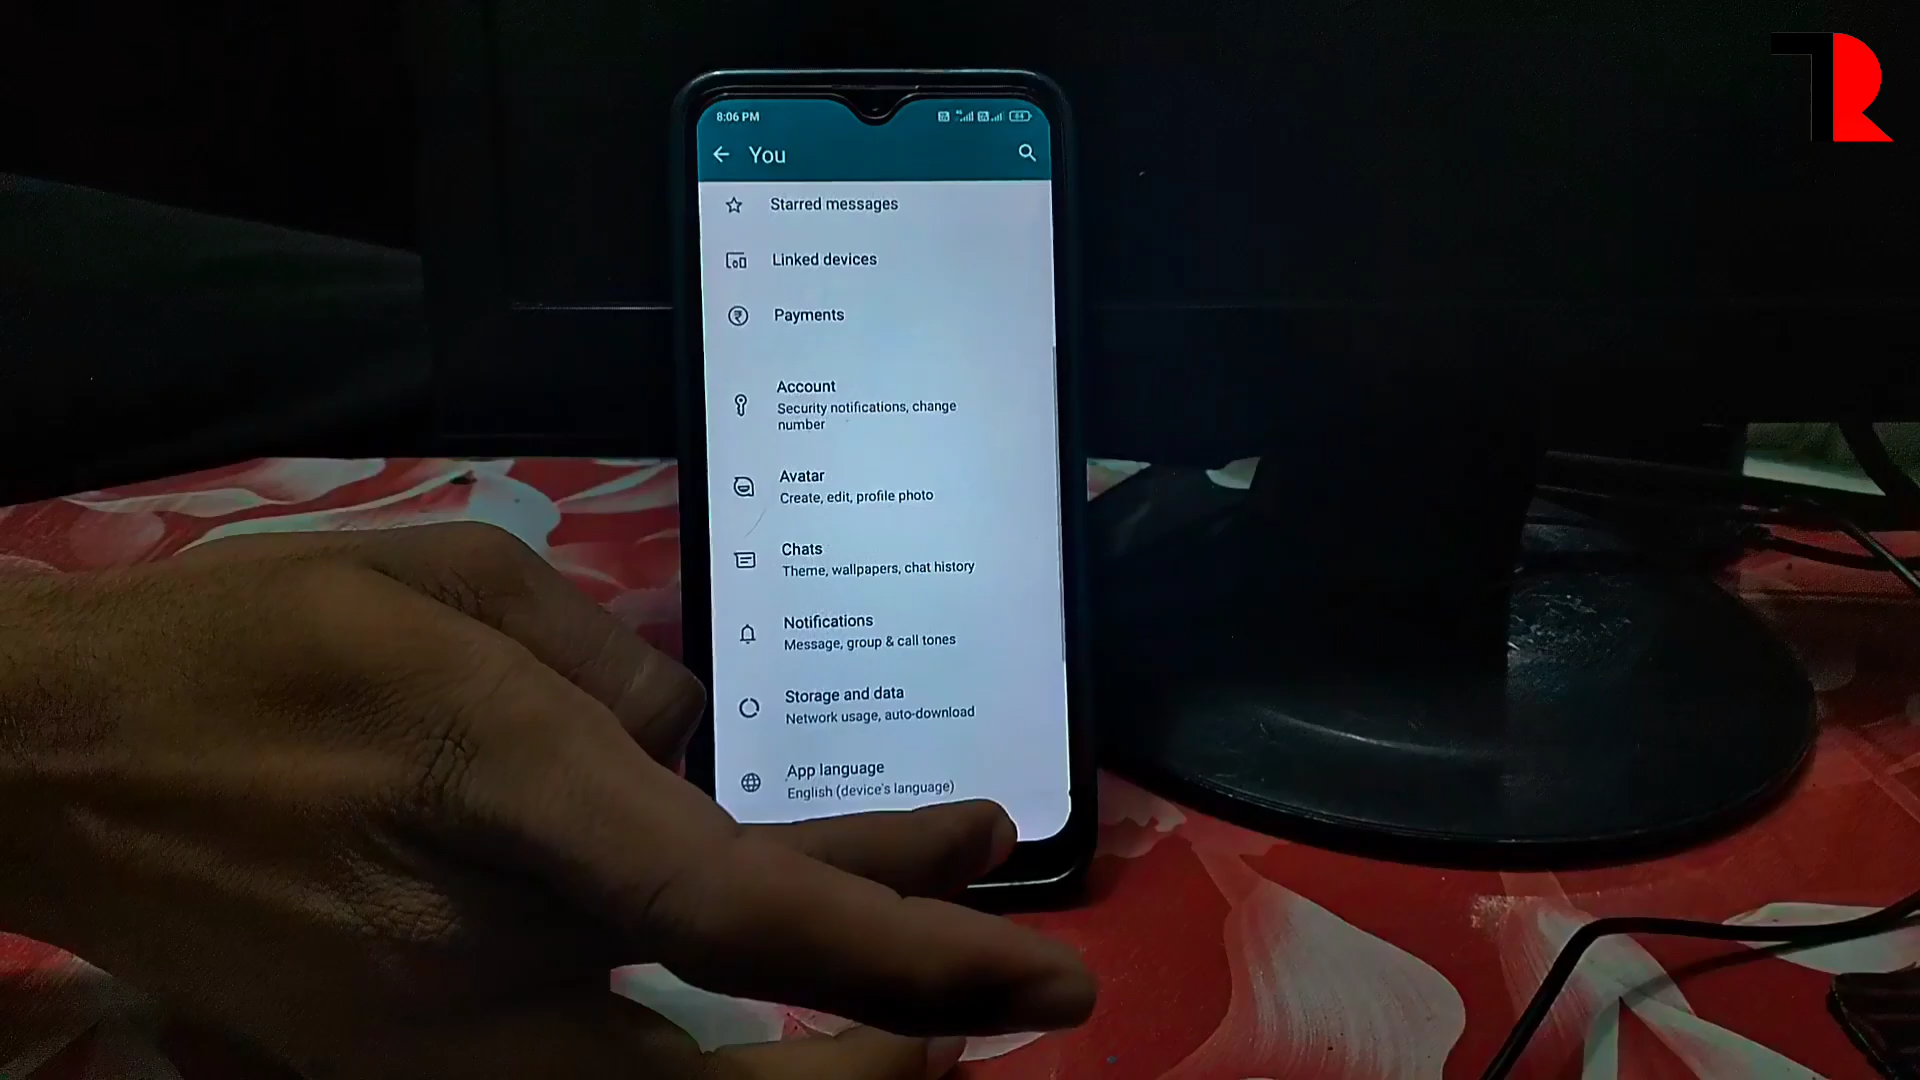 8:06 PM
You
Starred messages
Linked devices
Payments
Account
Security notifications, change
number
Avatar
Create, edit, profile photo
Chats
Theme, wallpapers, chat history
Notifications
Message, group & call tones
Storage and data
Network usage, auto-download
App language
English (device's language)